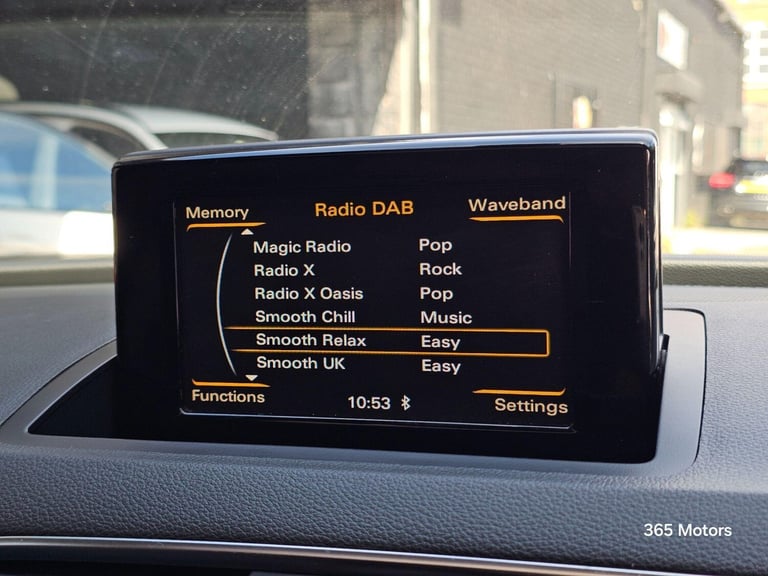 Memory Radio DAB Waveband
Magic Radio Pop
Radio X Rock
Radio X Oasis Pop
Smooth Chill Music
Smooth Relax Easy
Smooth UK Easy
Functions 10:53 Settings
365 Motors